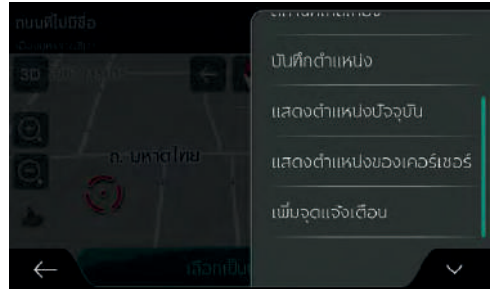 ถนนที่ไม่มีชื่อ
3D
บันทึกตำแหน่ง
แสดงตำแหน่งปัจจุบัน
ถ. มหาดไทย
แสดงตำแหน่งของเคอร์เซอร์
เพิ่มจุดแจ้งเตือน
เลือกเป็น